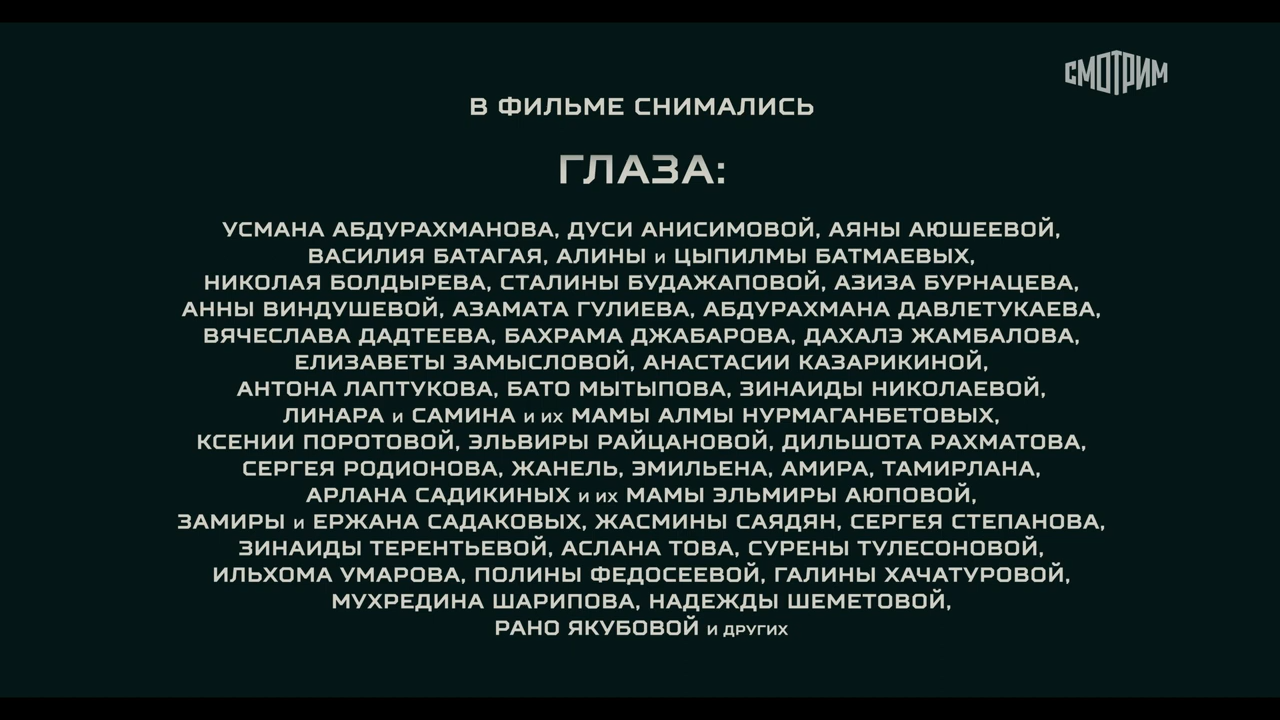 СМОТРИМ
В ФИЛЬМЕ СНИМАЛИСЬ
ГЛАЗА:
УСМАНА АБДУРАХМАНОВА, ДУСИ АНИСИМОВОЙ, АЯНЫ АЮШЕЕВОЙ,
ВАСИЛИЯ БАТАГАЯ, АЛИНЫ и ЦЫПИЛМЫ БАТМАЕВЫХ,
НИКОЛАЯ БОЛДЫРЕВА, СТАЛИНЫ БУДАЖАПОВОЙ, АЗИЗА БУРНАЦЕВА,
АННЫ ВИНДУШЕВОЙ, АЗАМАТА ГУЛИЕВА, АБДУРАХМАНА ДАВЛЕТУКАЕВА,
ВЯЧЕСЛАВА ДАДТЕЕВА, БАХРАМА ДЖАБАРОВА, ДАХАЛЭ ЖАМБАЛОВА,
ЕЛИЗАВЕТЫ ЗАМЫСЛОВОЙ, АНАСТАСИИ КАЗАРИКИНОЙ,
АНТОНА ЛАПТУКОВА, БАТО МЫТЫПОВА, ЗИНАИДЫ НИКОЛАЕВОЙ,
ЛИНАРА и САМИНА и их МАМЫ АЛМЫ НУРМАГАНБЕТОВЫХ,
КСЕНИИ ПОРОТОВОЙ, ЭЛЬВИРЫ РАЙЦАНОВОЙ, ДИЛЬШОТА РАХМАТОВА,
СЕРГЕЯ РОДИОНОВА, ЖАНЕЛЬ, ЭМИЛЬЕНА, АМИРА, ТАМИРЛАНА,
АРЛАНА САДИКИНЫХ и их МАМЫ ЭЛЬМИРЫ АЮПОВОЙ,
ЗАМИРЫ и ЕРЖАНА САДАКОВЫХ, ЖАСМИНЫ САЯДЯН, СЕРГЕЯ СТЕПАНОВА,
ЗИНАИДЫ ТЕРЕНТЬЕВОЙ, АСЛАНА ТОВА, СУРЕНЫ ТУЛЕСОНОВОЙ,
ИЛЬХОМА УМАРОВА, ПОЛИНЫ ФЕДОСЕЕВОЙ, ГАЛИНЫ ХАЧАТУРОВОЙ,
МУХРЕДИНА ШАРИПОВА, НАДЕЖДЫ ШЕМЕТОВОЙ,
РАНО ЯКУБОВОЙ И ДРУГИХ